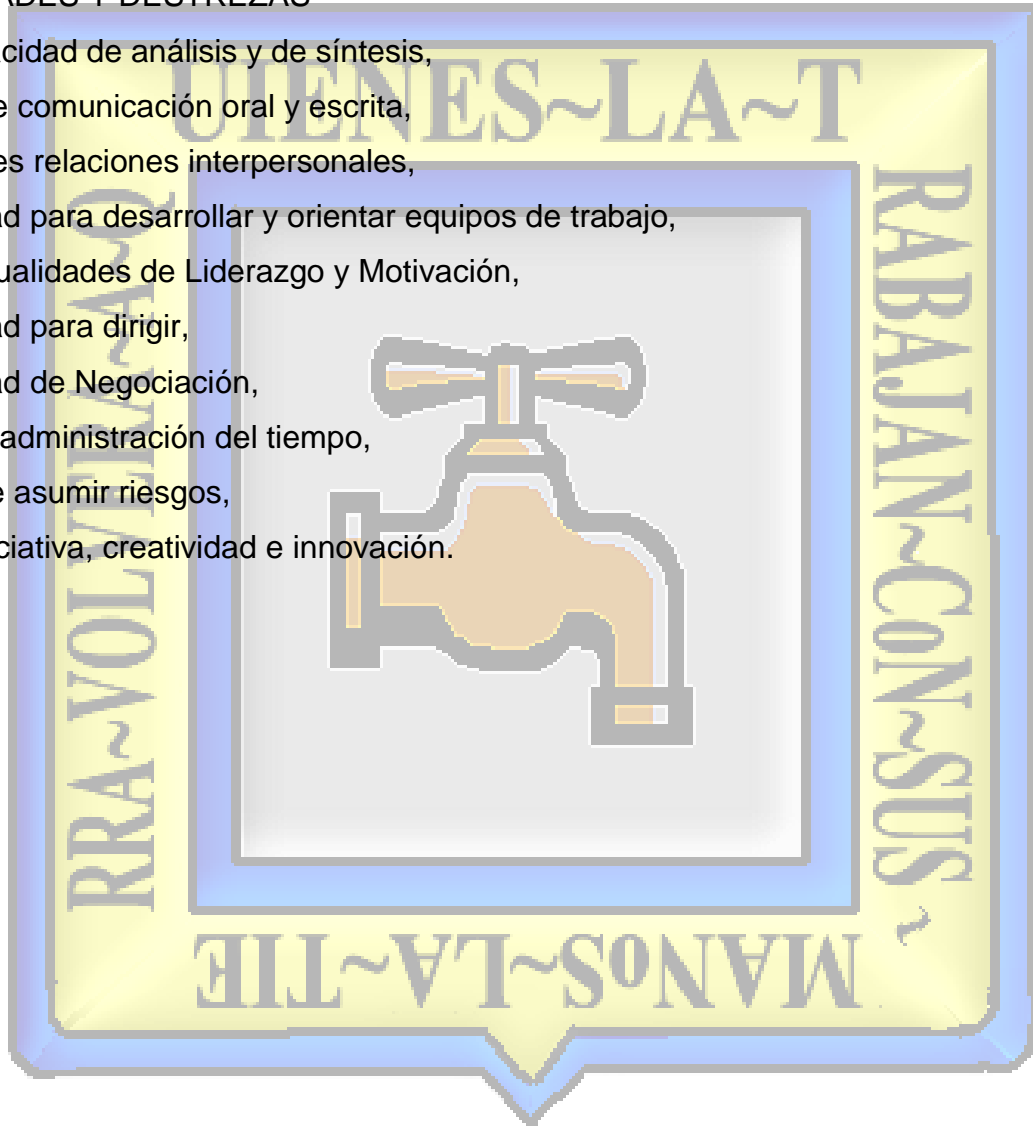 ADES Y DESTREZAS
acidad de análisis y de síntesis,
e comunicación oral y escrita,
es relaciones interpersonales,
ad para desarrollar y orientar equipos de trabajo,
ualidades de Liderazgo y Motivación,
ad para dirigir,
ad de Negociación,
administración del tiempo,
e asumir riesgos,
ciativa, creatividad e innovación.
UIENES~LA~T
RABAJAN~CoN~SUS ~
MANoS~LA~TIE
RRA~VOLVERA~A~Q